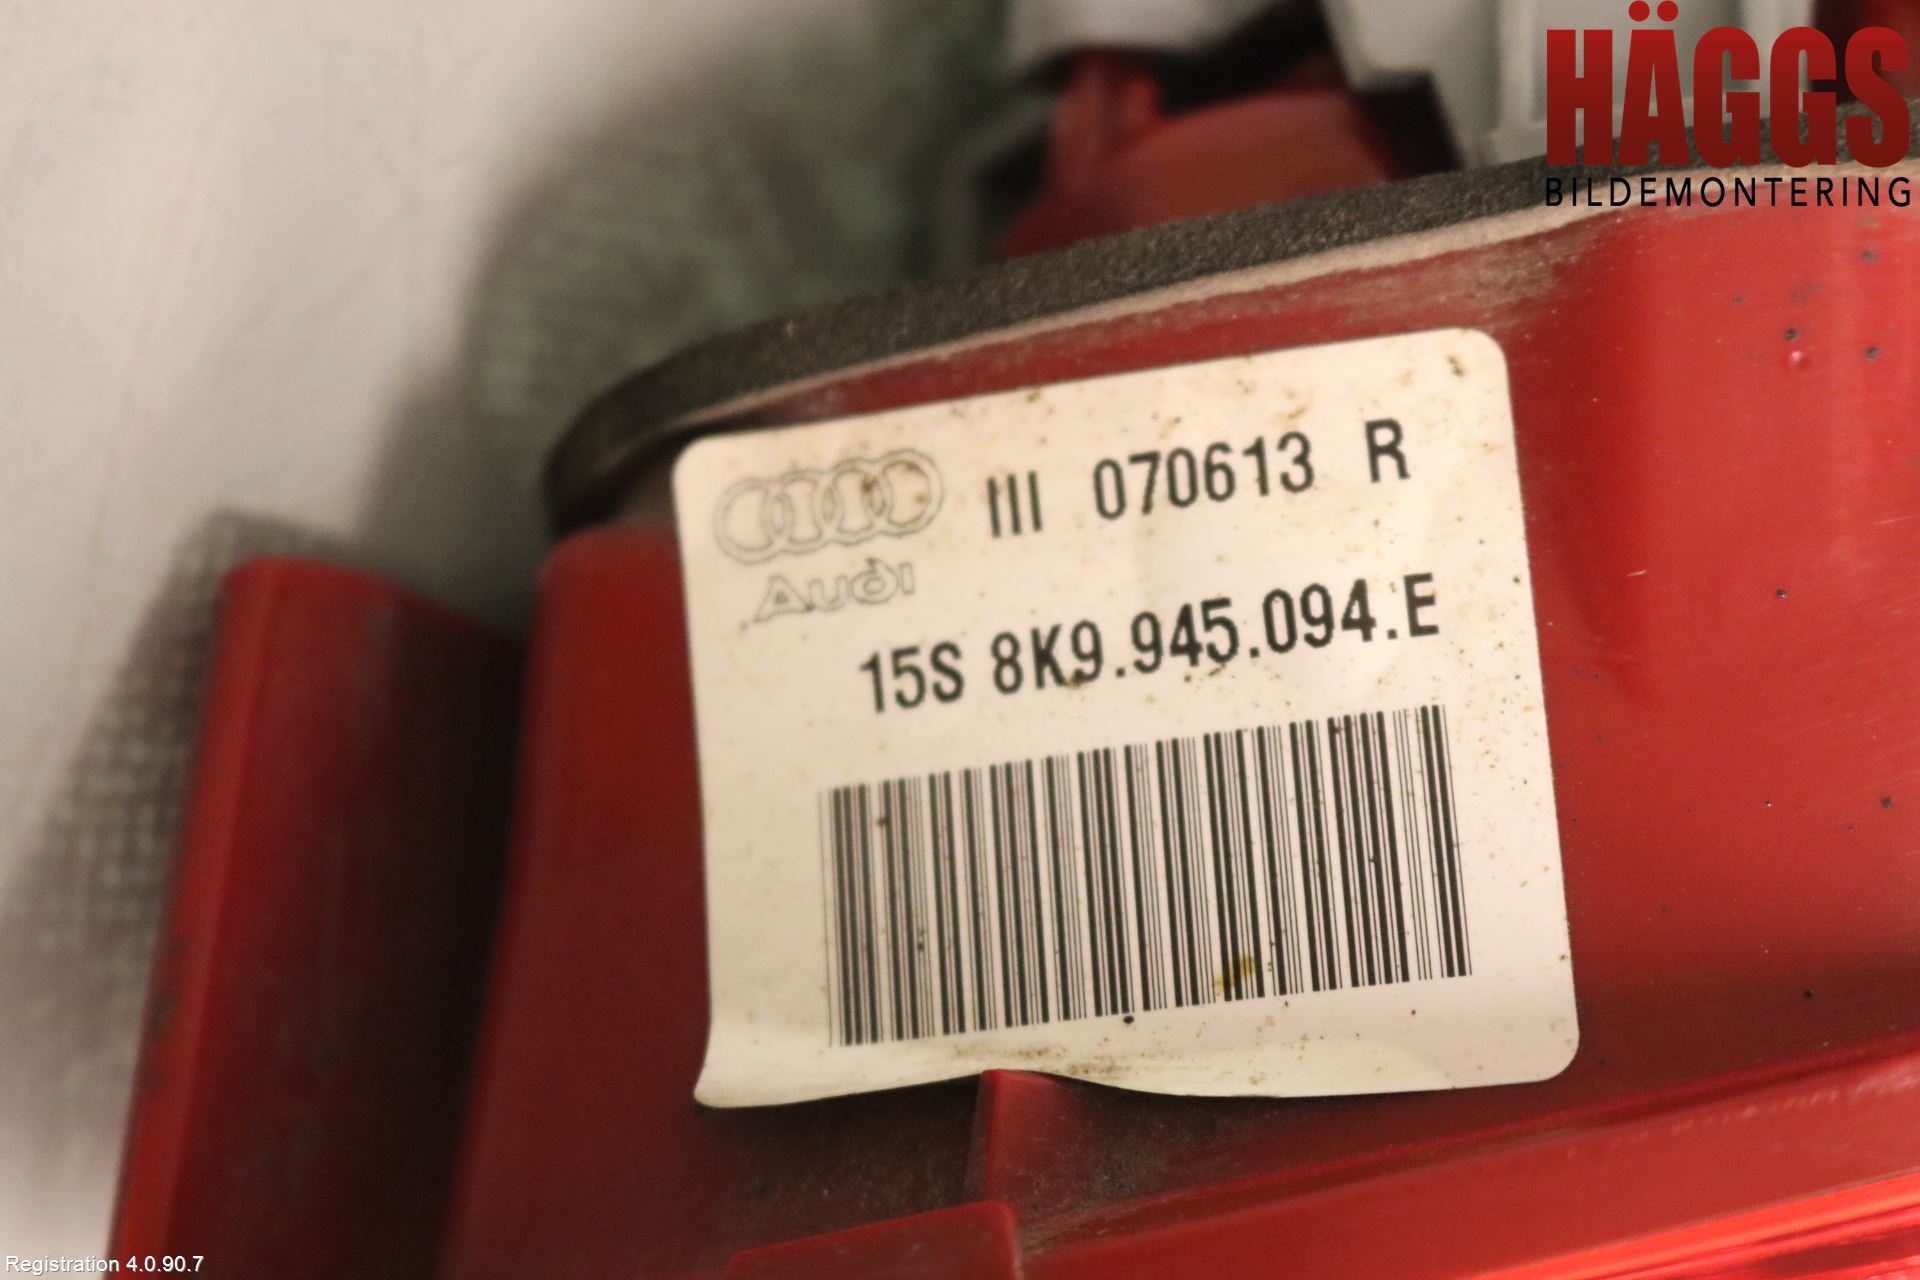 HÄGGS
BILDEMONTERING
III 070613 R
Audi
15S 8K9.945.094.E
Registration 4.0.90.7